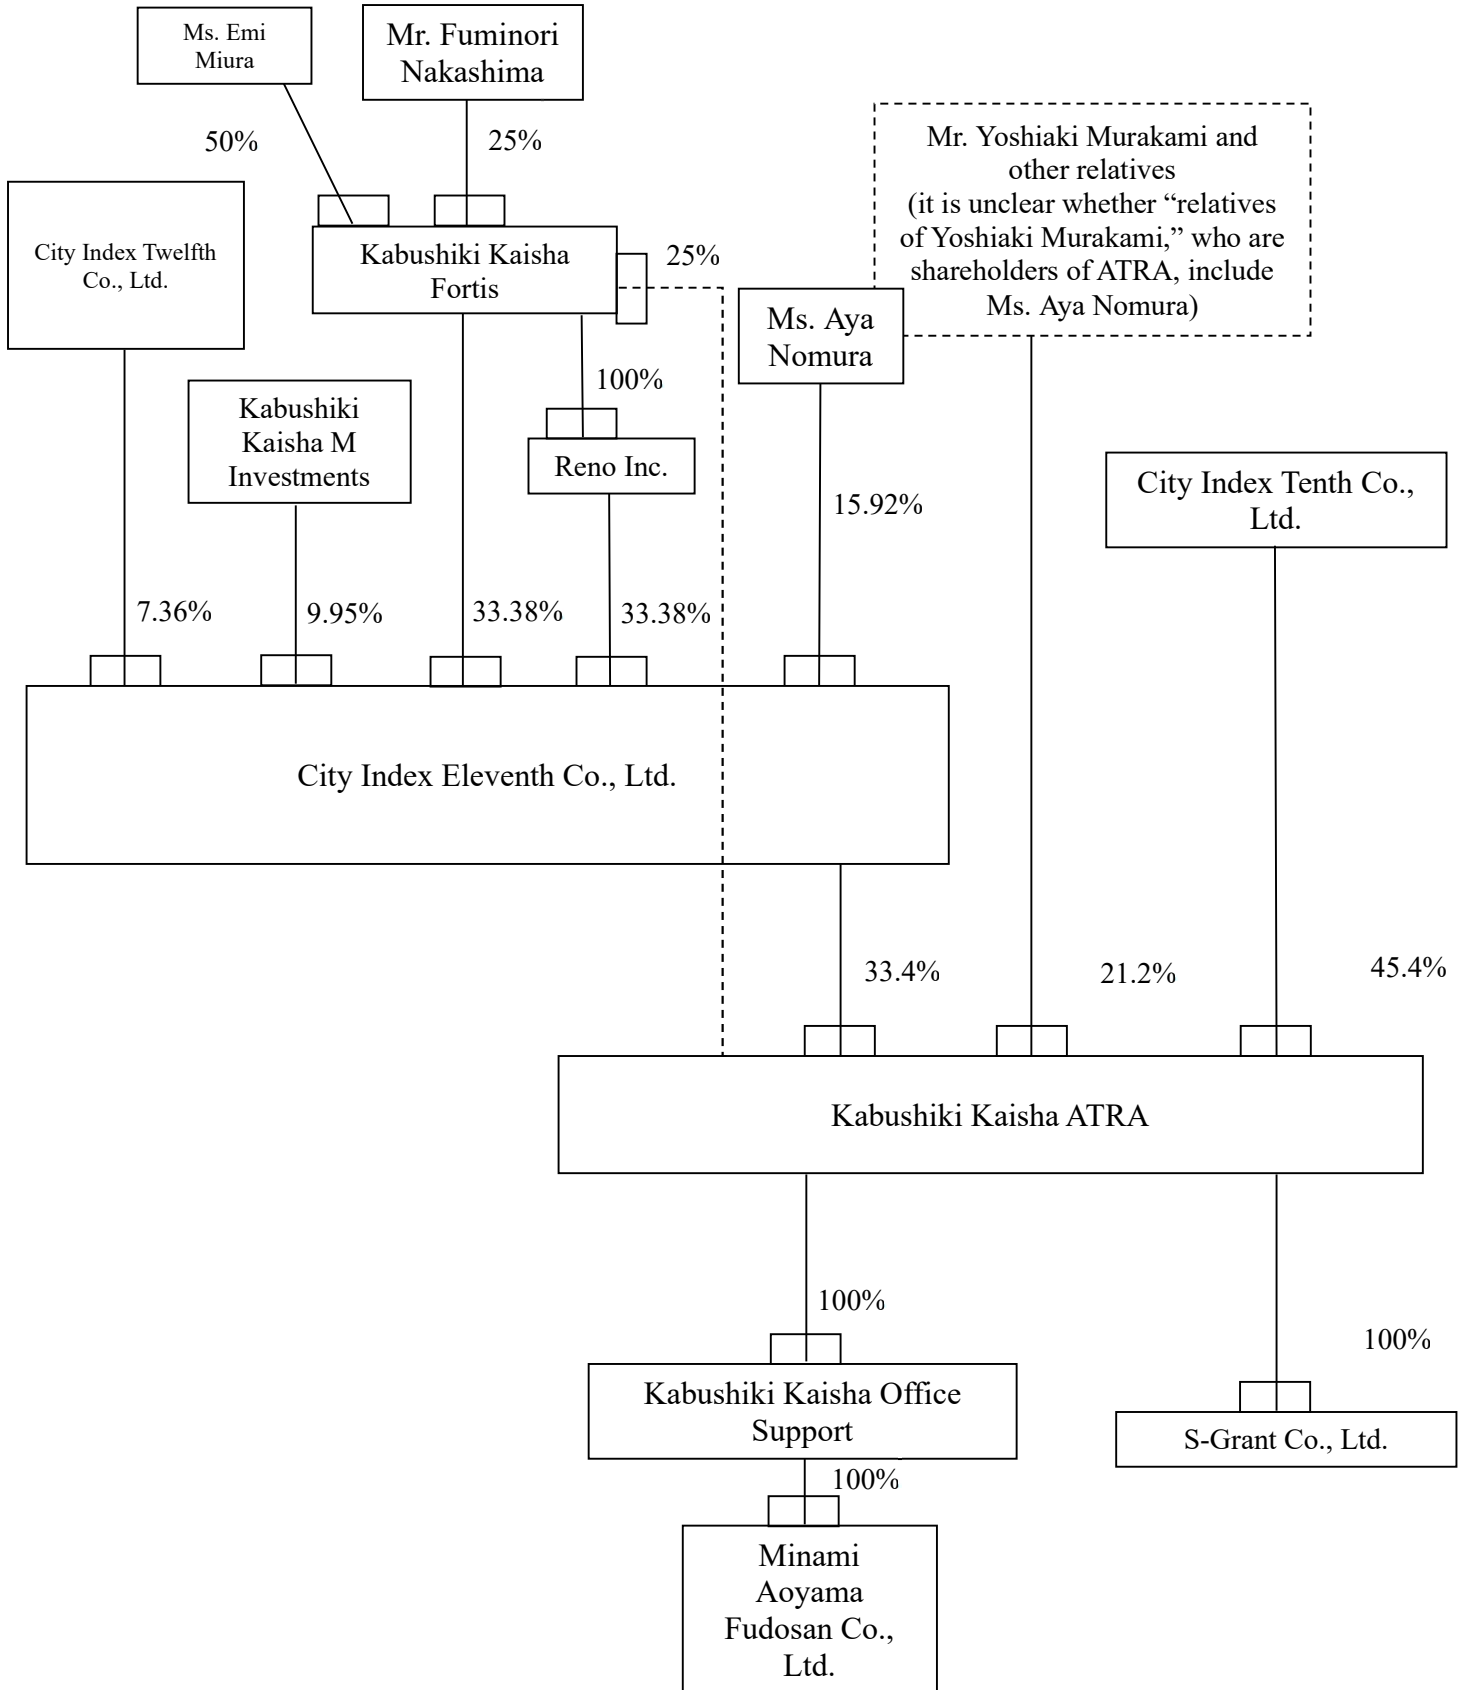 Ms. Emi
Miura
Mr. Fuminori
Nakashima
50%
25%
Mr. Yoshiaki Murakami and
other relatives
(it is unclear whether “relatives
of Yoshiaki Murakami,” who are
shareholders of ATRA, include
Ms. Aya Nomura)
City Index Twelfth
Co., Ltd.
Kabushiki Kaisha
Fortis
25%
Ms. Aya
Nomura
100%
Kabushiki
Kaisha M
Investments
Reno Inc.
City Index Tenth Co.,
Ltd.
15.92%
7.36%
9.95%
33.38%
33.38%
City Index Eleventh Co., Ltd.
33.4%
21.2%
45.4%
Kabushiki Kaisha ATRA
100%
100%
Kabushiki Kaisha Office
Support
S-Grant Co., Ltd.
100%
Minami
Aoyama
Fudosan Co.,
Ltd.